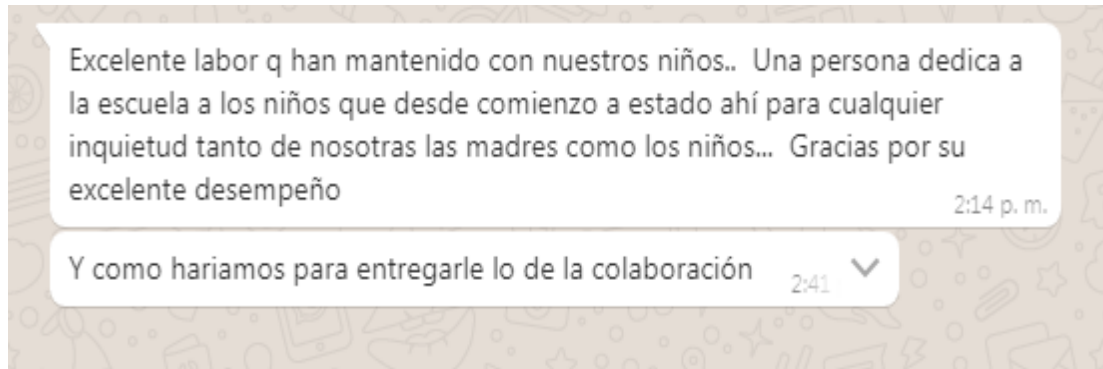 Excelente labor q han mantenido con nuestros niños.. Una persona dedica a
la escuela a los niños que desde comienzo a estado ahí para cualquier
inquietud tanto de nosotras las madres como los niños... Gracias por su
excelente desempeño
2:14 p. m.
Y como hariamos para entregarle lo de la colaboración 2:41